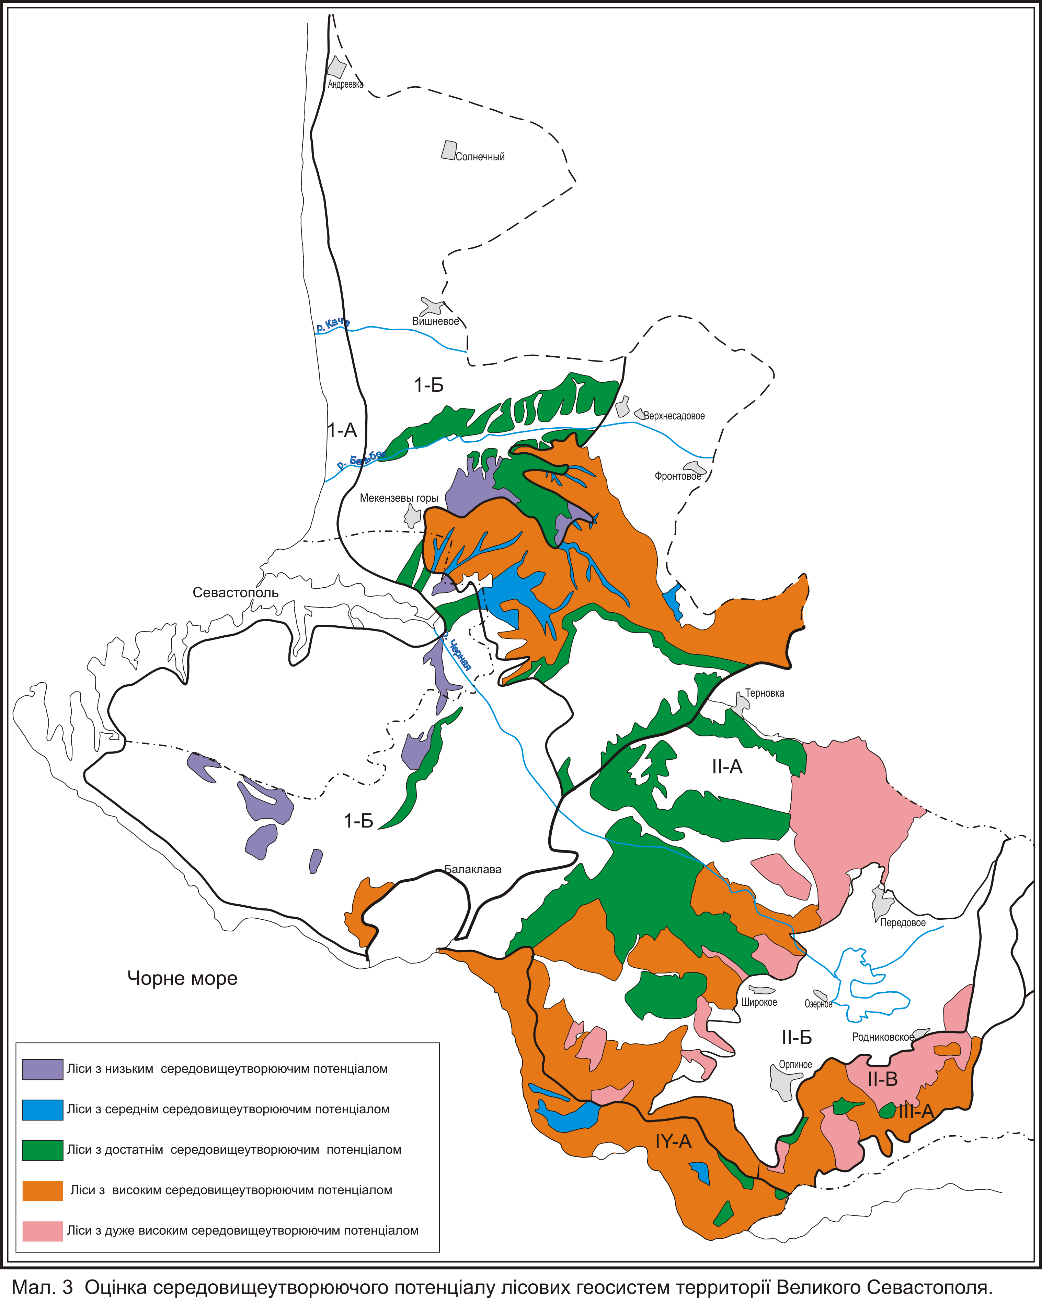 Андреевка
Солнечный
р. Кача
Вишневое
1-Б
Верхнесадовое
1-А
р. Бельбек
Фронтовое
Мекензевы горы
Севастополь
р. Черная
Терновка
II-А
1-Б
Балаклава
Передовое
Чорне море
Широкое
Озерное
II-Б
Родниковское
Орлиное
II-В
III-А
IY-А
Ліси з низьким середовищеутворюючим потенціалом
Ліси з середнім середовищеутворюючим потенціалом
Ліси з достатнім середовищеутворюючим потенціалом
Ліси з високим середовищеутворюючим потенціалом
Ліси з дуже високим середовищеутворюючим потенціалом
Мал. 3 Оцінка середовищеутворюючого потенціалу лісових геосистем території Великого Севастополя.